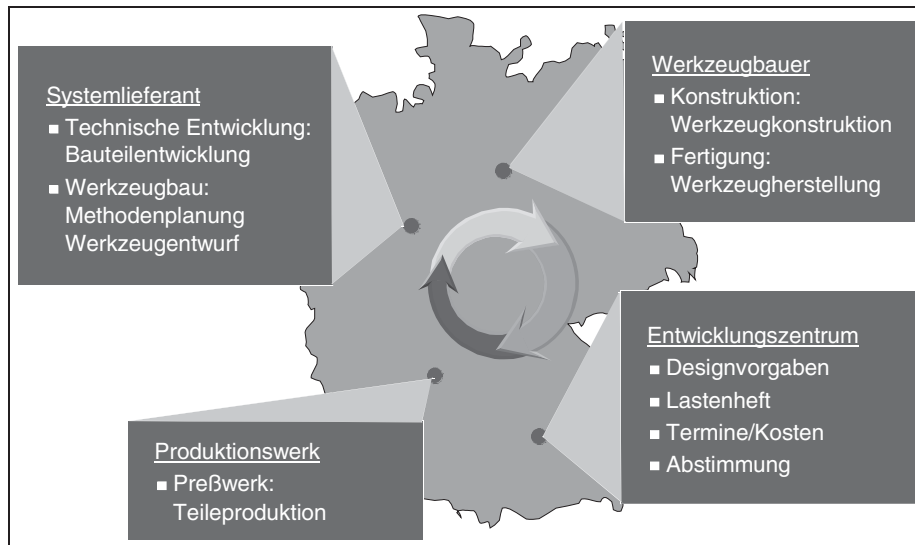 Systemlieferant
▪ Technische Entwicklung:
Bauteilentwicklung
▪ Werkzeugbau:
Methodenplanung
Werkzeugentwurf
Werkzeugbauer
▪ Konstruktion:
Werkzeugkonstruktion
▪ Fertigung:
Werkzeugherstellung
Produktionswerk
▪ Preßwerk:
Teileproduktion
Entwicklungszentrum
▪ Designvorgaben
▪ Lastenheft
▪ Termine/Kosten
▪ Abstimmung